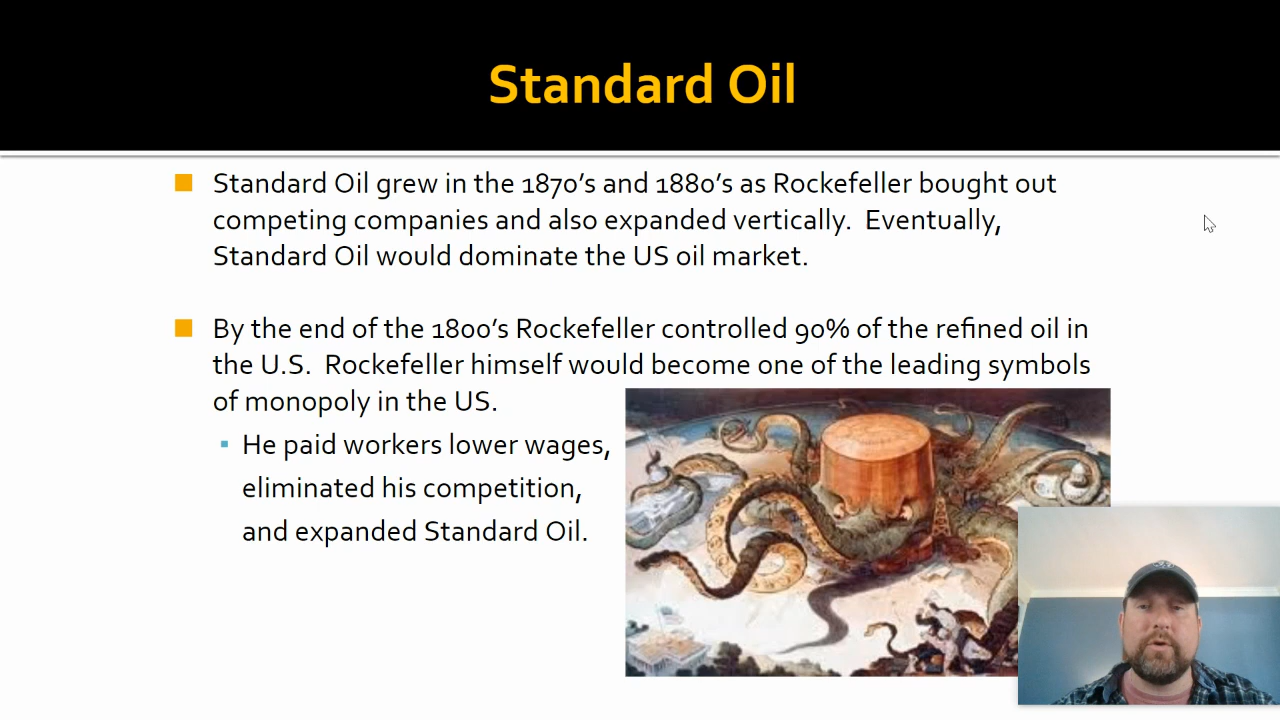 Standard Oil
Standard Oil grew in the 1870's and 1880's as Rockefeller bought out
competing companies and also expanded vertically.  Eventually,
Standard Oil would dominate the US oil market.
By the end of the 1800's Rockefeller controlled 90% of the refined oil in
the U.S.  Rockefeller himself would become one of the leading symbols
of monopoly in the US.
He paid workers lower wages,
eliminated his competition,
and expanded Standard Oil.